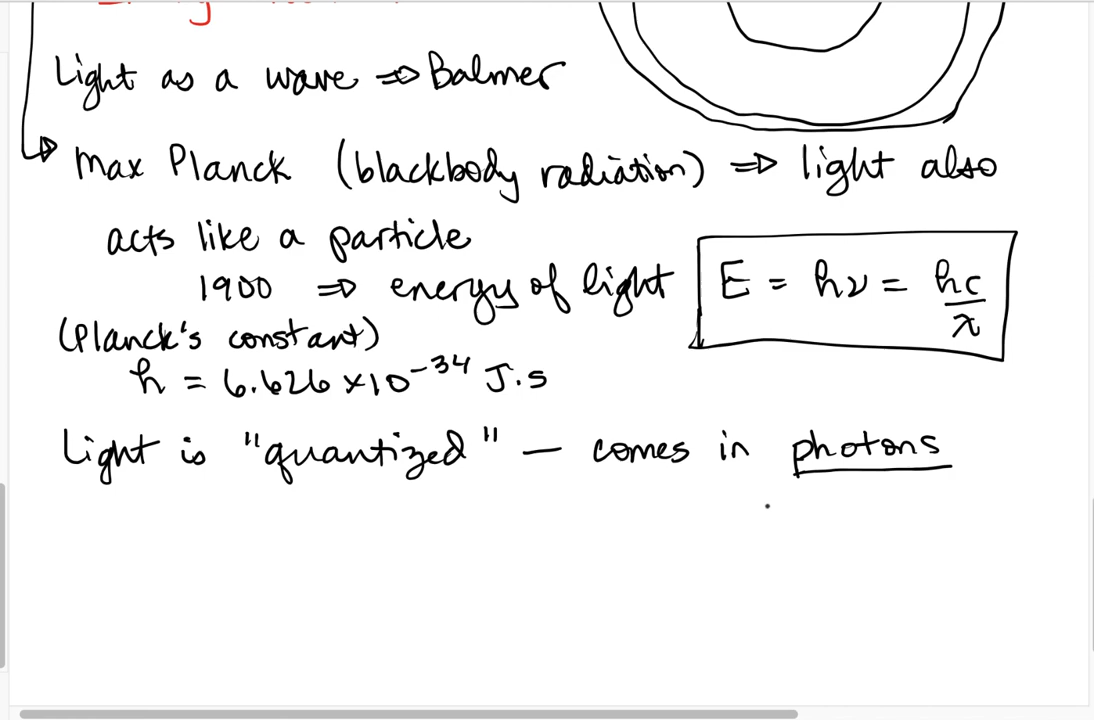 Light as a wave ⇒ Balmer
Max Planck (blackbody radiation) ⇒ light also
acts like a particle
1900 ⇒ energy of light E = hν = hc/λ
(Planck's constant)
h = 6.626 x10⁻³⁴ J.s
Light is "quantized" — comes in photons